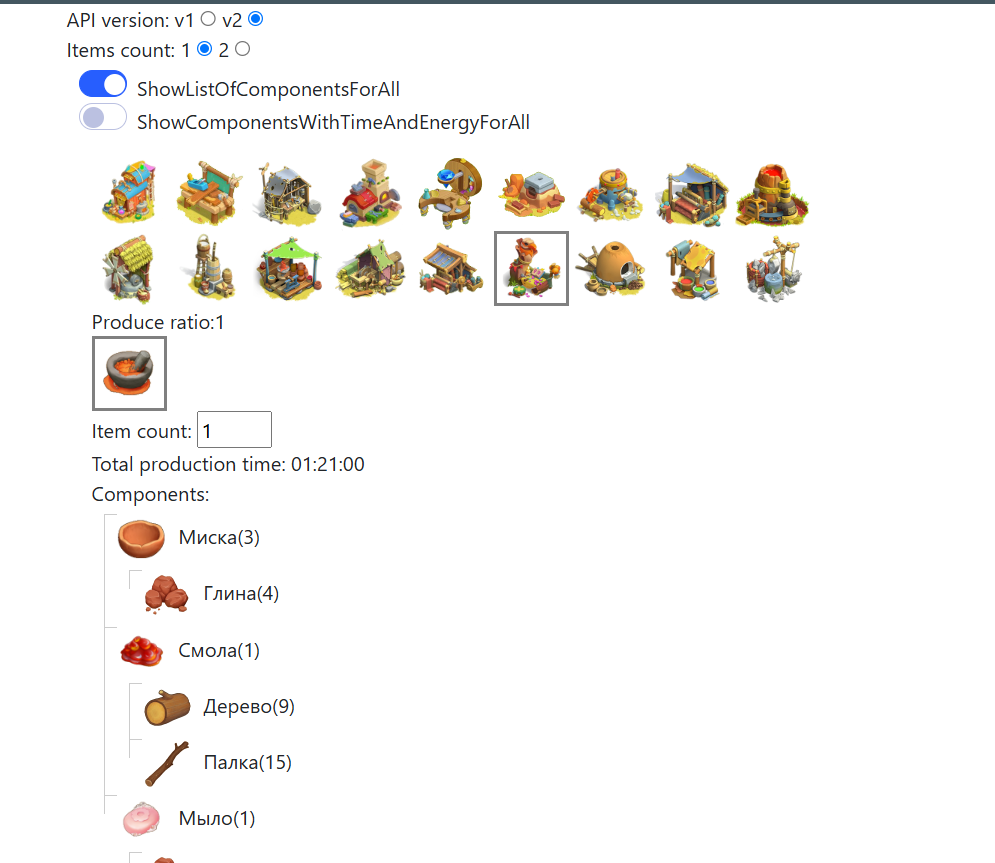 API version: v1 v2
Items count: 1 2
ShowListOfComponentsForAll
ShowComponentsWithTimeAndEnergyForAll
Produce ratio:1
Item count: 1
Total production time: 01:21:00
Components:
Миска(3)
Глина(4)
Смола(1)
Дерево(9)
Палка(15)
Мыло(1)